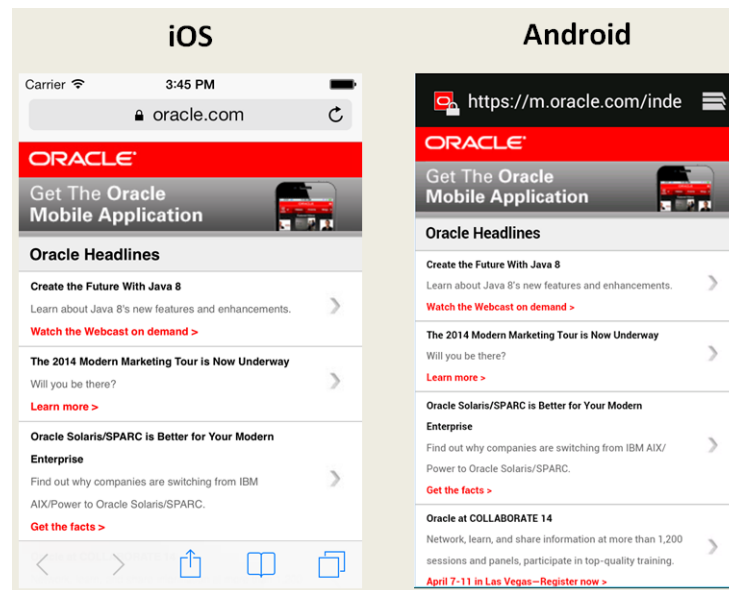 iOS
Carrier 3:45 PM
oracle.com
ORACLE
Get The Oracle
Mobile Application
Oracle Headlines
Create the Future With Java 8
Learn about Java 8's new features and enhancements.
Watch the Webcast on demand >
The 2014 Modern Marketing Tour is Now Underway
Will you be there?
Learn more >
Oracle Solaris/SPARC is Better for Your Modern
Enterprise
Find out why companies are switching from IBM
AIX/Power to Oracle Solaris/SPARC.
Get the facts >
Android
https://m.oracle.com/inde
ORACLE
Get The Oracle
Mobile Application
Oracle Headlines
Create the Future With Java 8
Learn about Java 8's new features and enhancements.
Watch the Webcast on demand >
The 2014 Modern Marketing Tour is Now Underway
Will you be there?
Learn more >
Oracle Solaris/SPARC is Better for Your Modern
Enterprise
Find out why companies are switching from IBM AIX/
Power to Oracle Solaris/SPARC.
Get the facts >
Oracle at COLLABORATE 14
Network, learn, and share information at more than 1,200
sessions and panels, participate in top-quality training.
April 7-11 in Las Vegas—Register now >